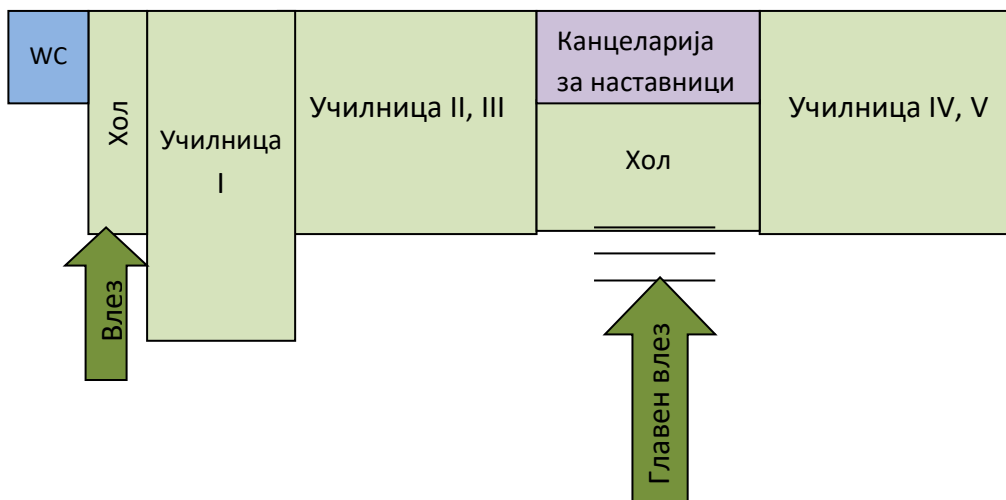 WC
Хол
Училница
I
Училница II, III
Канцеларија
за наставници
Хол
Училница IV, V
Влез
Главен влез